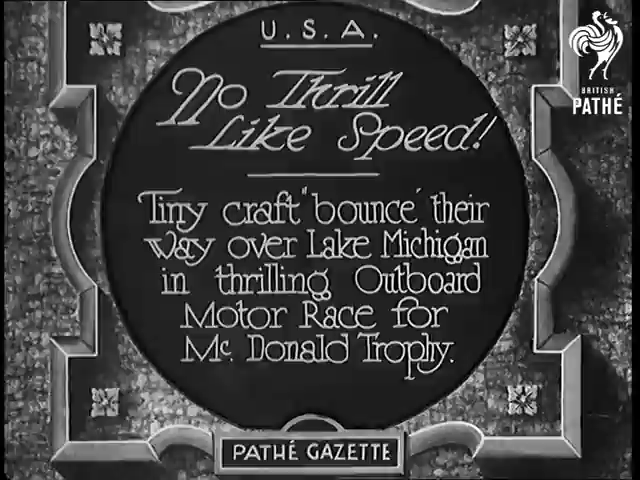 U.S.A.
No Thrill
Like Speed!
Tiny craft "bounce" their
way over Lake Michigan
in thrilling Outboard
Motor Race for
Mc. Donald Trophy.
PATHÉ GAZETTE
BRITISH
PATHÉ